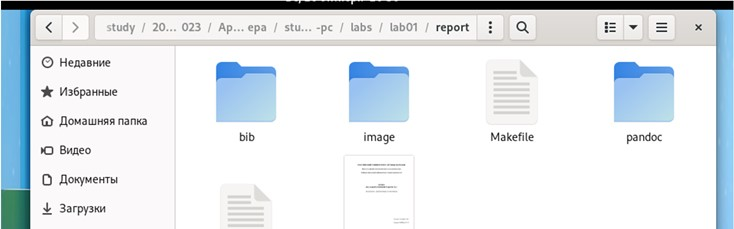 study / 20... 023 / Ap... ера / stu... -pc / labs / lab01 / report
Недавние
Избранные
Домашняя папка
Видео
Документы
Загрузки
bib
image
Makefile
pandoc